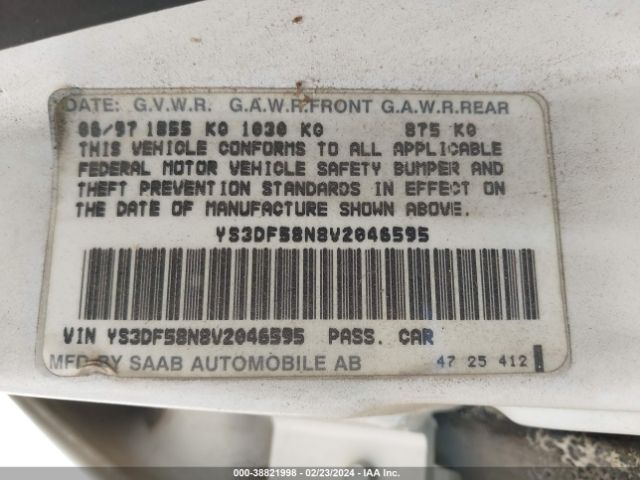 DATE: G.V.W.R. G.A.W.R.FRONT G.A.W.R.REAR
06/97 1855 KG 1030 KG 875 KG
THIS VEHICLE CONFORMS TO ALL APPLICABLE
FEDERAL MOTOR VEHICLE SAFETY BUMPER AND
THEFT PREVENTION STANDARDS IN EFFECT ON
THE DATE OF MANUFACTURE SHOWN ABOVE.
YS3DF58N8V2046595
VIN YS3DF58N8V2046595 PASS. CAR
MFD BY SAAB AUTOMOBILE AB 47 25 412
000-38821998 - 02/23/2024 - IAA Inc.